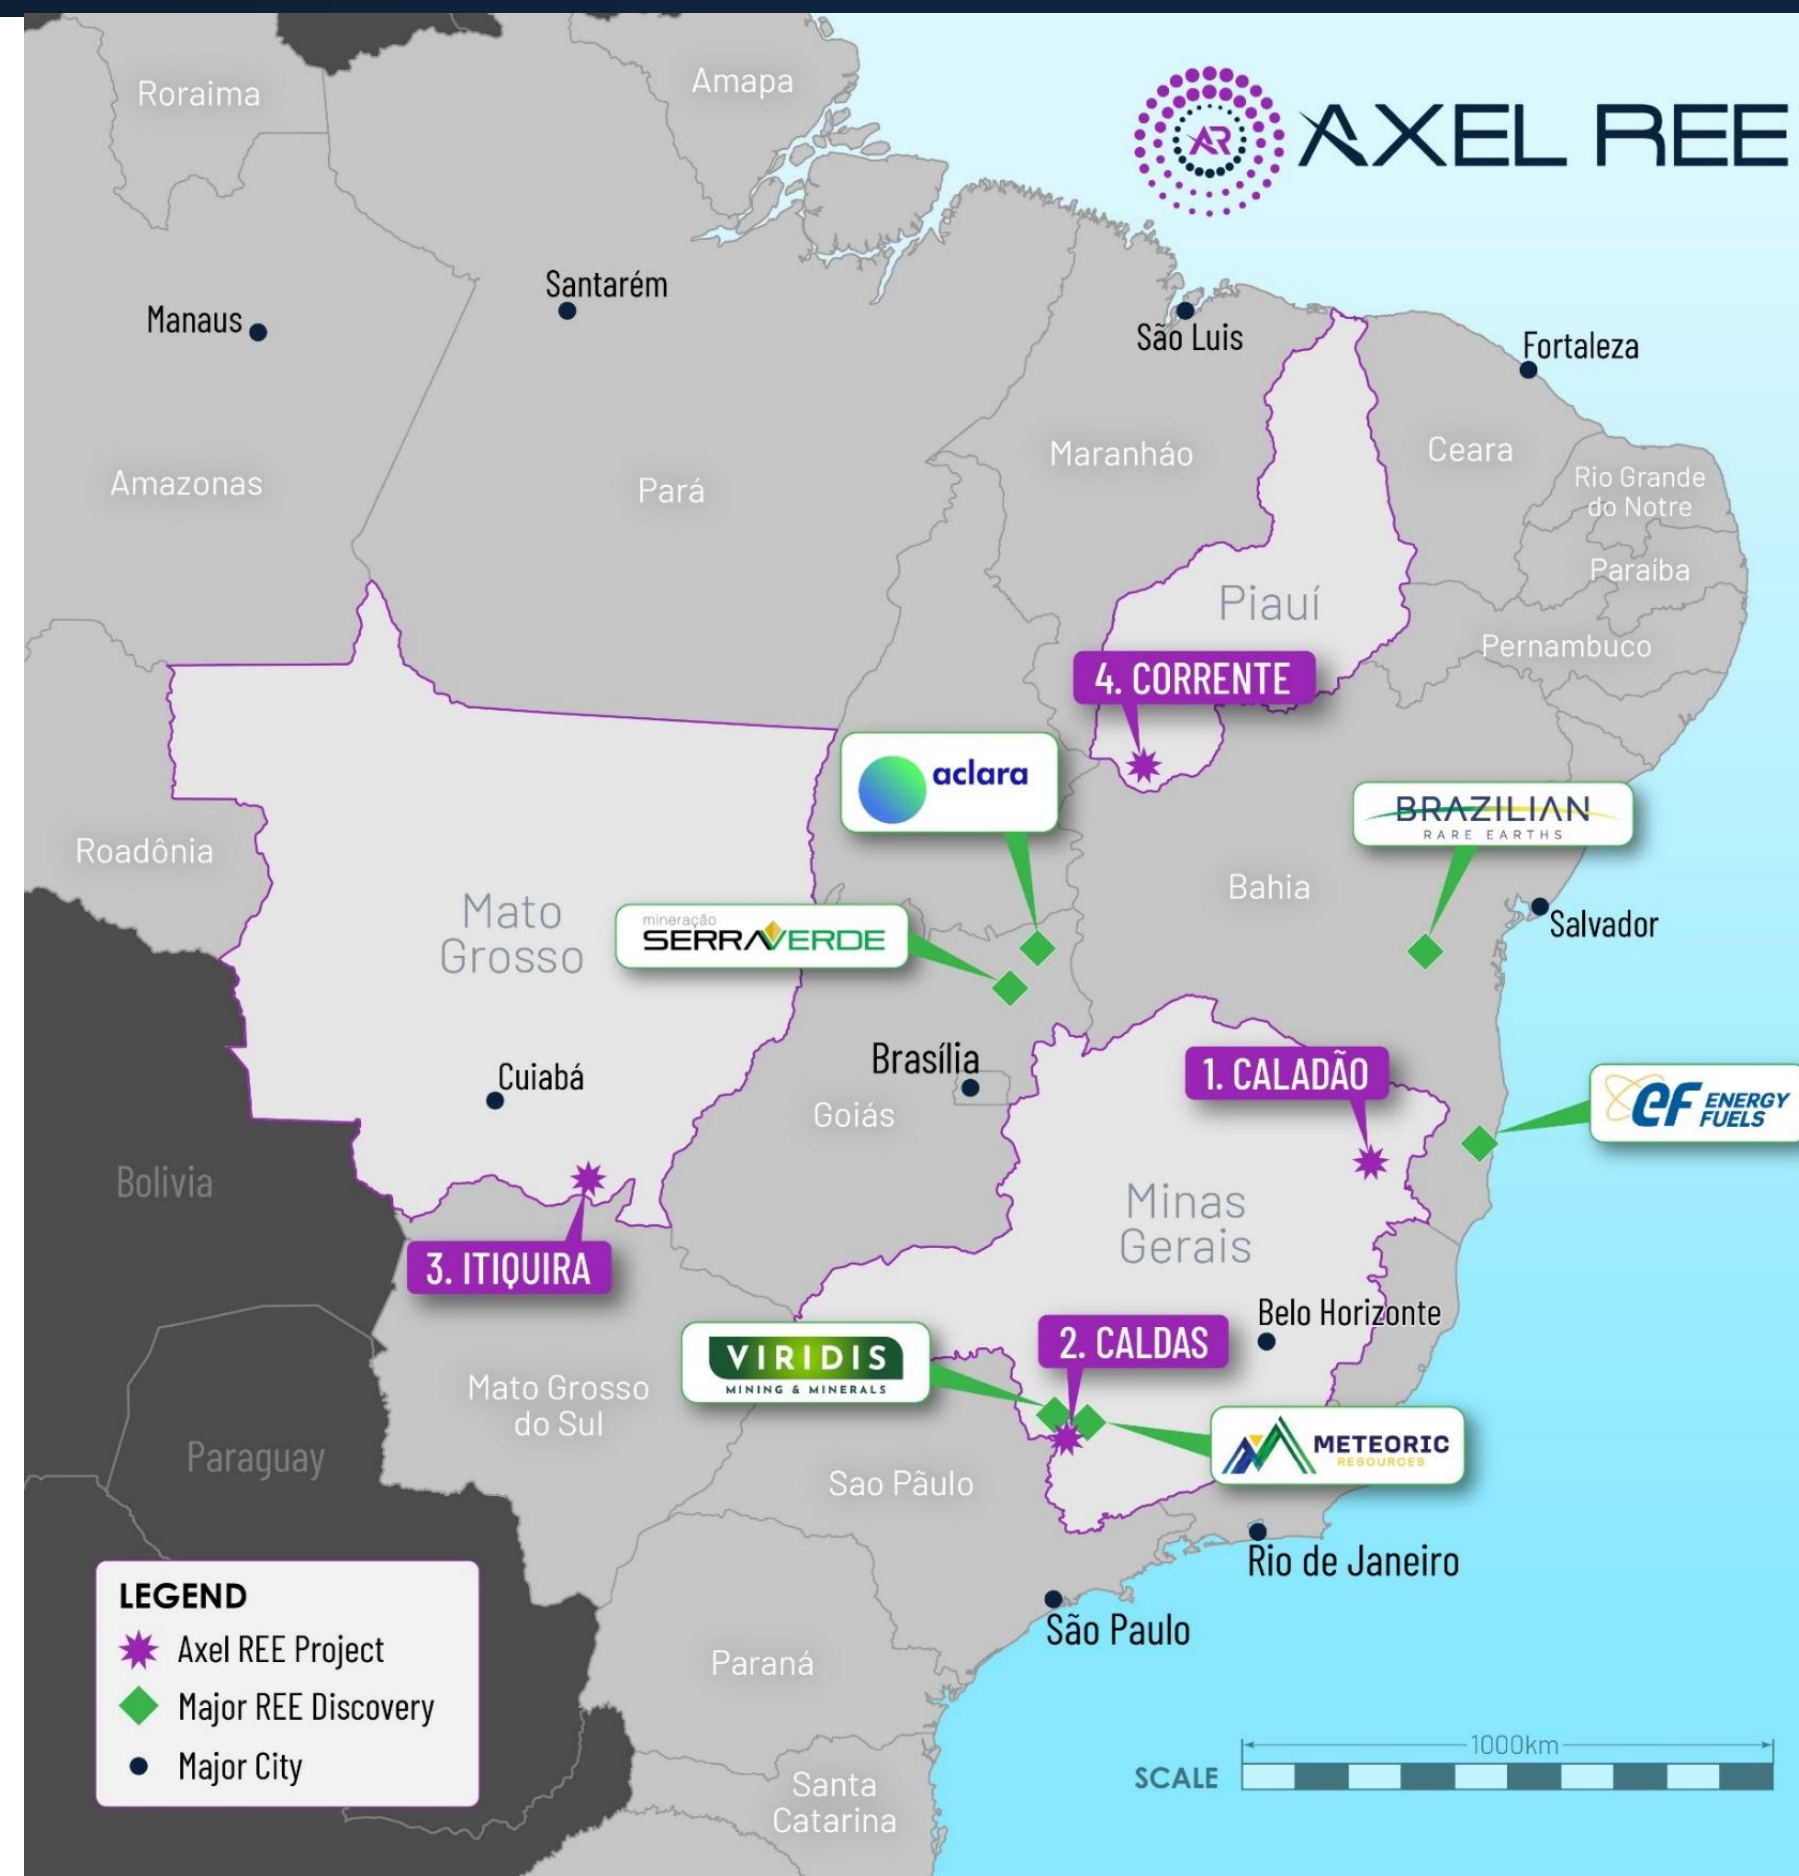 AR
AXEL REE
Roraima
Amapa
Santarém
Manaus
São Luis
Fortaleza
Maranháo
Ceara
Rio Grande
do Notre
Amazonas
Pará
Paraíba
Piauí
Pernambuco
4. CORRENTE
aclara
BRAZILIAN
RARE EARTHS
Roadônia
Bahia
Mato
Grosso
mineração
SERRA VERDE
Salvador
Brasília
1. CALADÃO
Cuiabá
Goiás
eF ENERGY
FUELS
Bolivia
Minas
Gerais
3. ITIQUIRA
Belo Horizonte
2. CALDAS
VIRIDIS
MINING & MINERALS
Mato Grosso
do Sul
METEORIC
RESOURCES
Paraguay
Sao Pãulo
Rio de Janeiro
São Paulo
LEGEND
Axel REE Project
Major REE Discovery
Major City
Paraná
1000km
SCALE
Santa
Catarina